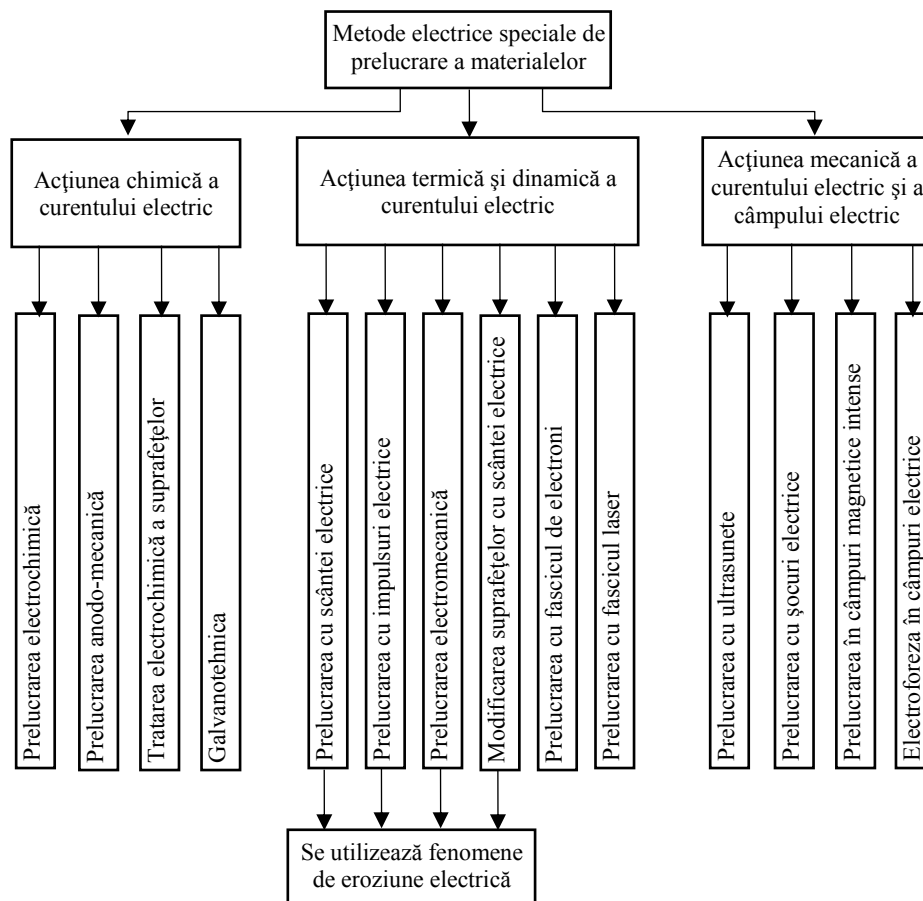 Metode electrice speciale de
prelucrare a materialelor
Acţiunea chimică a
curentului electric
Acţiunea termică şi dinamică a
curentului electric
Acţiunea mecanică a
curentului electric şi a
câmpului electric
Prelucrarea electrochimică
Prelucrarea anodo-mecanică
Tratarea electrochimică a suprafeţelor
Galvanotehnica
Prelucrarea cu scântei electrice
Prelucrarea cu impulsuri electrice
Prelucrarea electromecanică
Modificarea suprafeţelor cu scântei electrice
Prelucrarea cu fascicul de electroni
Prelucrarea cu fascicul laser
Prelucrarea cu ultrasunete
Prelucrarea cu şocuri electrice
Prelucrarea în câmpuri magnetice intense
Electroforeza în câmpuri electrice
Se utilizează fenomene
de eroziune electrică